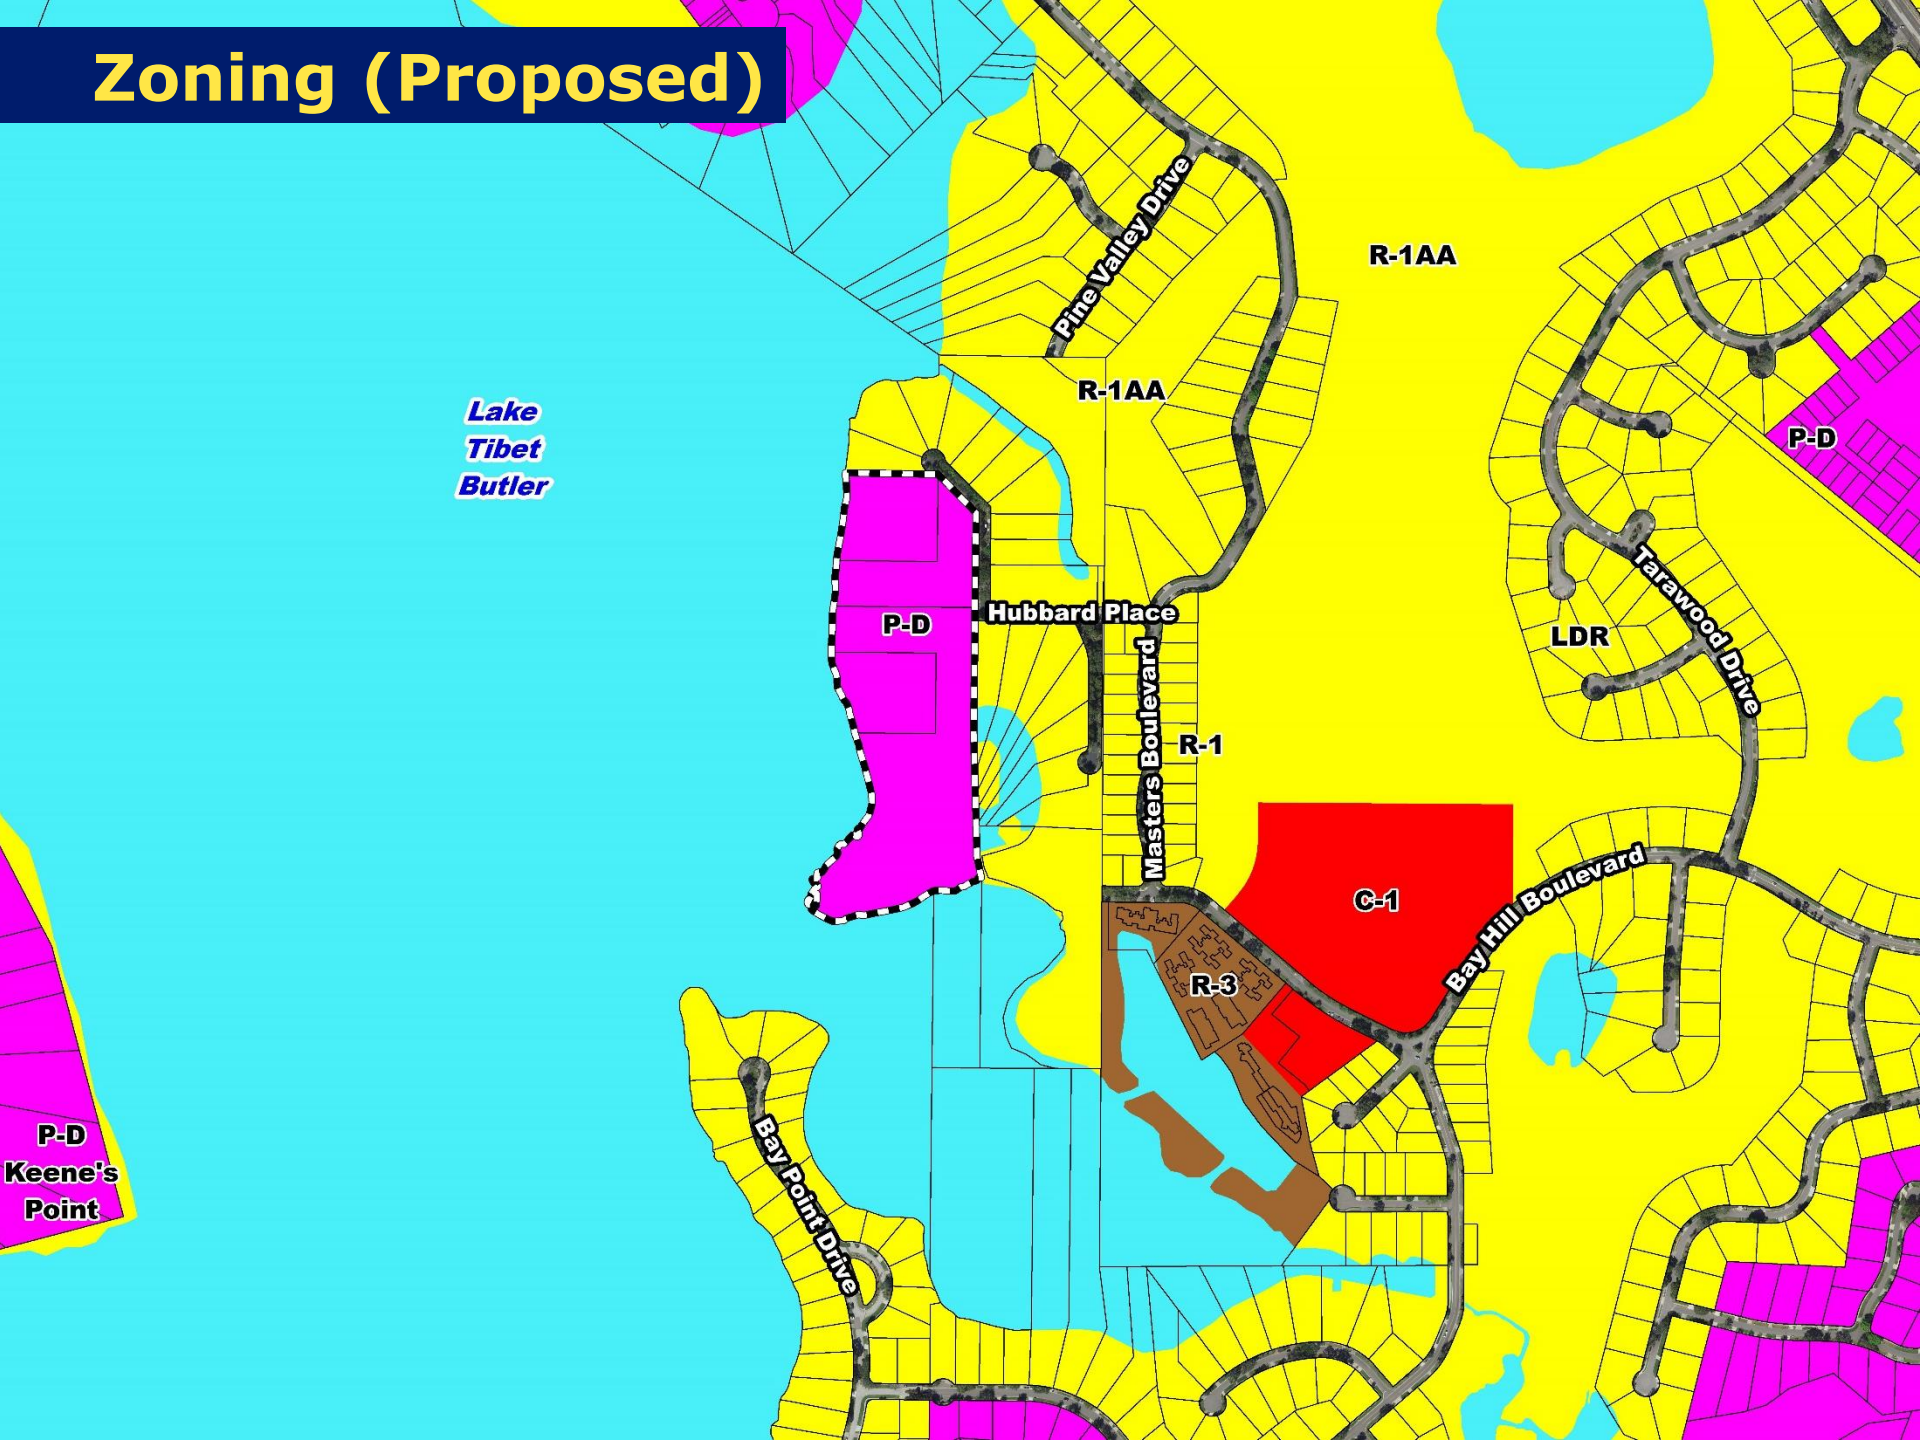 Zoning (Proposed)
Pine Valley Drive
R-1AA
R-1AA
Lake
Tibet
Butler
P-D
P-D
Hubbard Place
Tarawood Drive
LDR
Masters Boulevard
R-1
C-1
Bay Hill Boulevard
R-3
P-D
Keene's
Point
Bay Point Drive